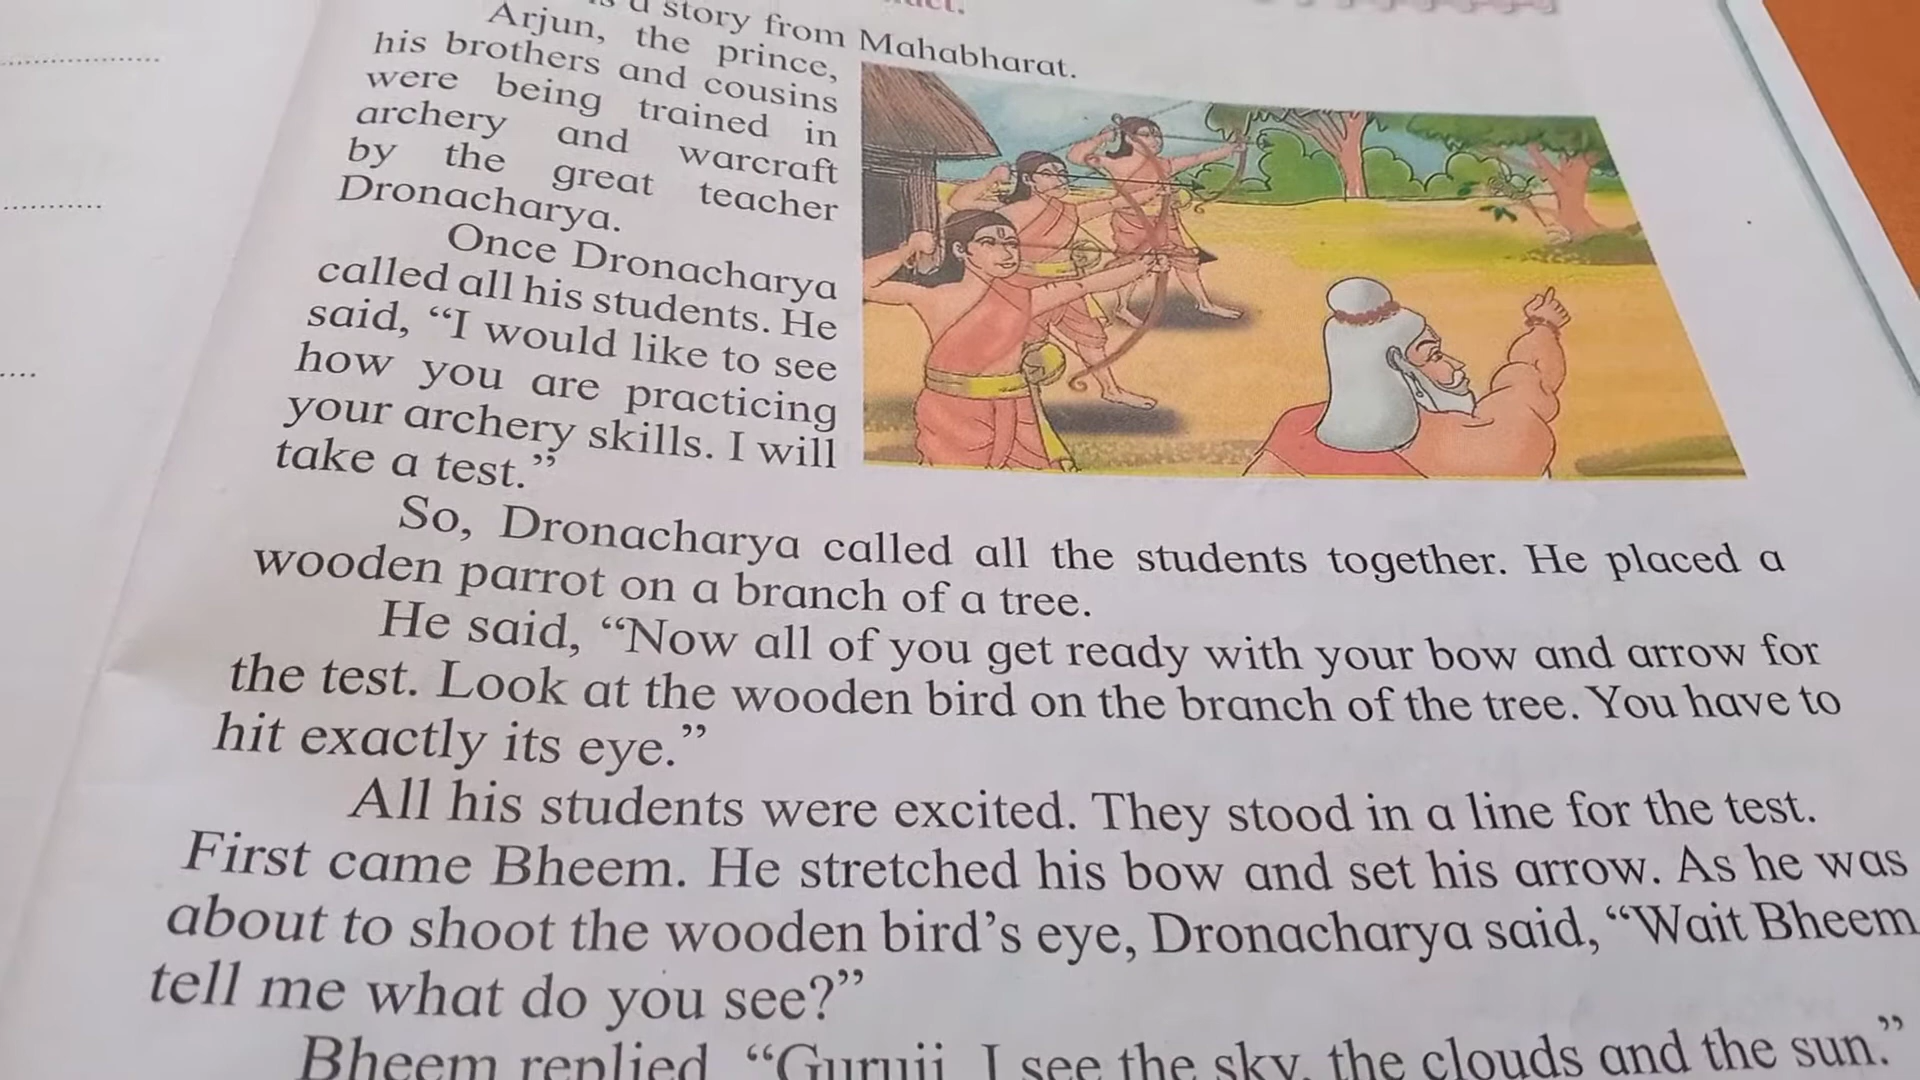 a story from Mahabharat.
Arjun, the prince,
his brothers and cousins
were being trained in
archery and warcraft
by the great teacher
Dronacharya.
Once Dronacharya
called all his students. He
said, “I would like to see
how you are practicing
your archery skills. I will
take a test.”
So, Dronacharya called all the students together. He placed a
wooden parrot on a branch of a tree.
He said, “Now all of you get ready with your bow and arrow for
the test. Look at the wooden bird on the branch of the tree. You have to
hit exactly its eye.”
All his students were excited. They stood in a line for the test.
First came Bheem. He stretched his bow and set his arrow. As he was
about to shoot the wooden bird’s eye, Dronacharya said, “Wait Bheem
tell me what do you see?”
Bheem replied “Guruji I see the sky, the clouds and the sun.”